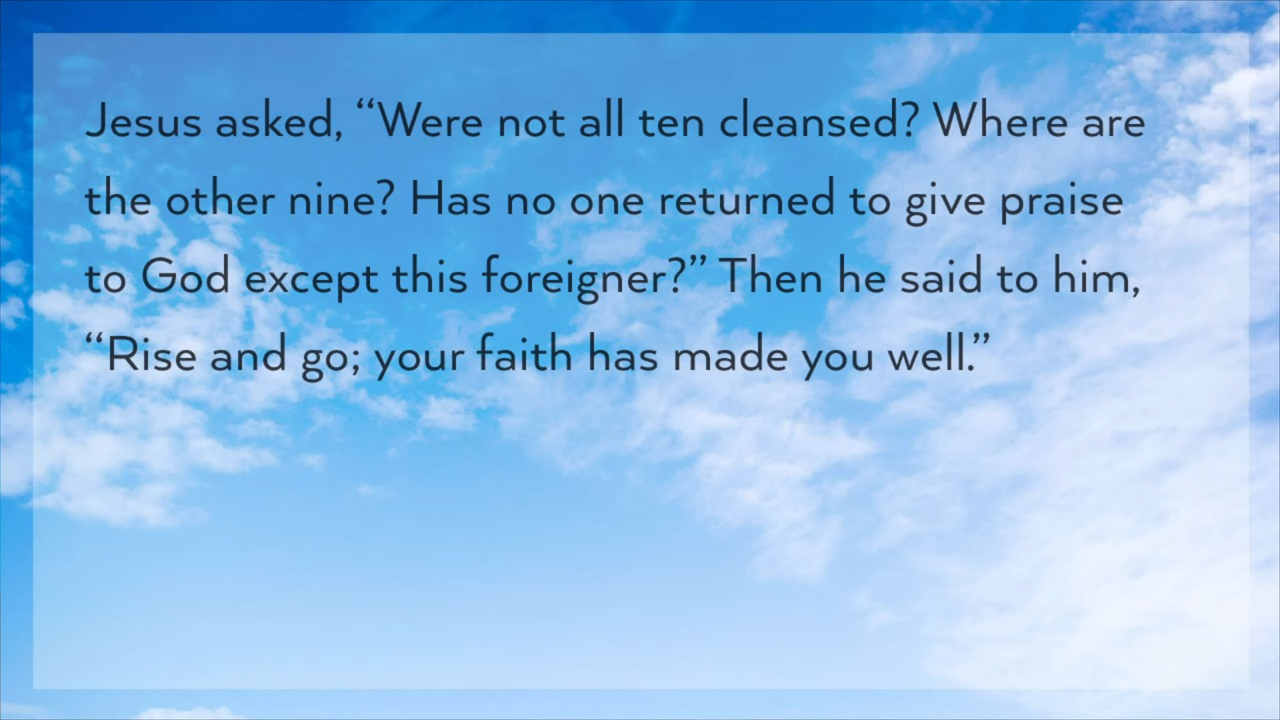 Jesus asked, “Were not all ten cleansed? Where are
the other nine? Has no one returned to give praise
to God except this foreigner?” Then he said to him,
“Rise and go; your faith has made you well.”